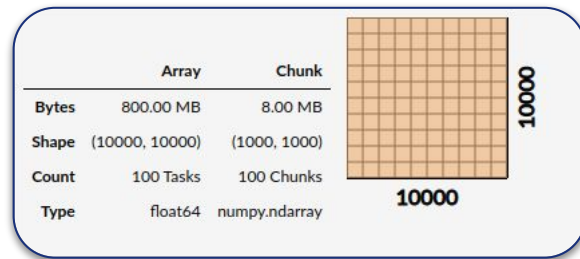 Array Chunk
Bytes 800.00 MB 8.00 MB
Shape (10000, 10000) (1000, 1000)
Count 100 Tasks 100 Chunks
Type float64 numpy.ndarray
10000
10000